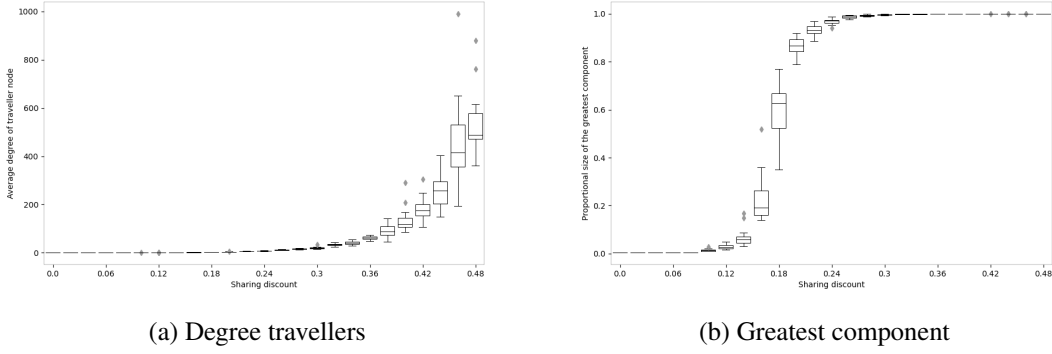 1000
800
600
400
200
0
Average degree of traveller node
0.0 0.06 0.12 0.18 0.24 0.3 0.36 0.42 0.48
Sharing discount
(a) Degree travellers
1.0
0.8
0.6
0.4
0.2
0.0
Proportional size of the greatest component
0.0 0.06 0.12 0.18 0.24 0.3 0.36 0.42 0.48
Sharing discount
(b) Greatest component